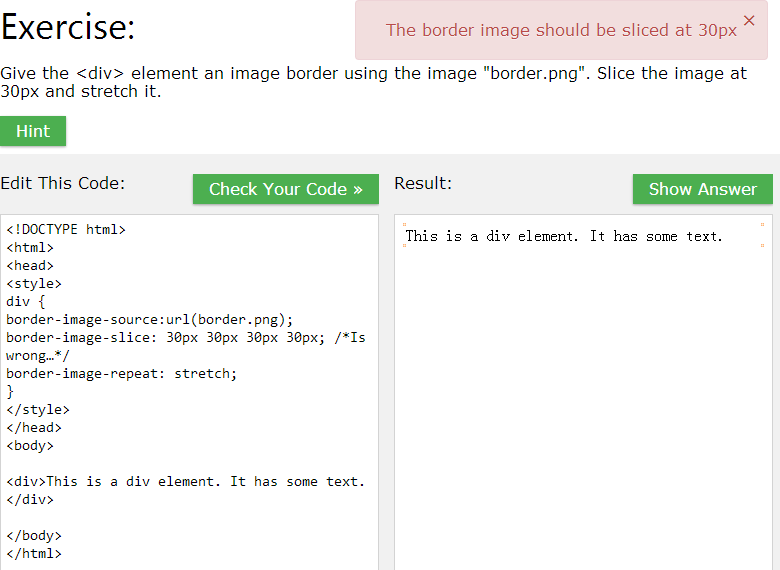 Exercise:
The border image should be sliced at 30px ×
Give the <div> element an image border using the image "border.png". Slice the image at
30px and stretch it.
Hint
Edit This Code:
Check Your Code »
Result:
Show Answer
<!DOCTYPE html>
<html>
<head>
<style>
div {
border-image-source:url(border.png);
border-image-slice: 30px 30px 30px 30px; /*Is
wrong…*/
border-image-repeat: stretch;
}
</style>
</head>
<body>
<div>This is a div element. It has some text.
</div>
</body>
</html>
This is a div element. It has some text.